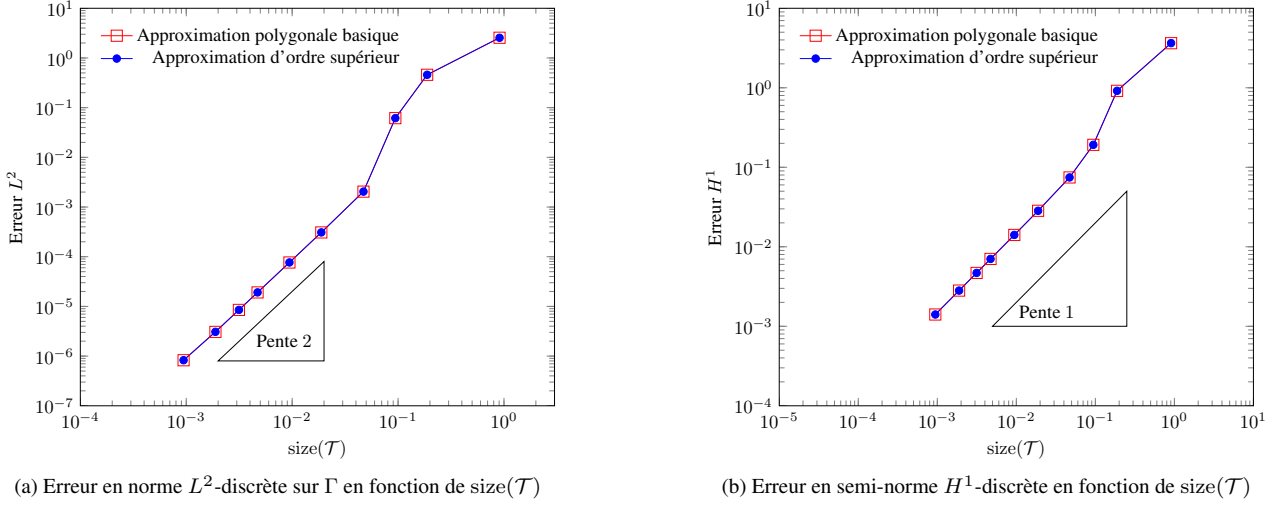 10^1
10^0
10^{-1}
10^{-2}
10^{-3}
10^{-4}
10^{-5}
10^{-6}
10^{-7}
Erreur L^2
Approximation polygonale basique
Approximation d'ordre supérieur
Pente 2
10^{-4} 10^{-3} 10^{-2} 10^{-1} 10^0
size(𝒯)
(a) Erreur en norme L^2-discrète sur Γ en fonction de size(𝒯)
10^1
10^0
10^{-1}
10^{-2}
10^{-3}
10^{-4}
Erreur H^1
Approximation polygonale basique
Approximation d'ordre supérieur
Pente 1
10^{-5} 10^{-4} 10^{-3} 10^{-2} 10^{-1} 10^0 10^1
size(𝒯)
(b) Erreur en semi-norme H^1-discrète en fonction de size(𝒯)